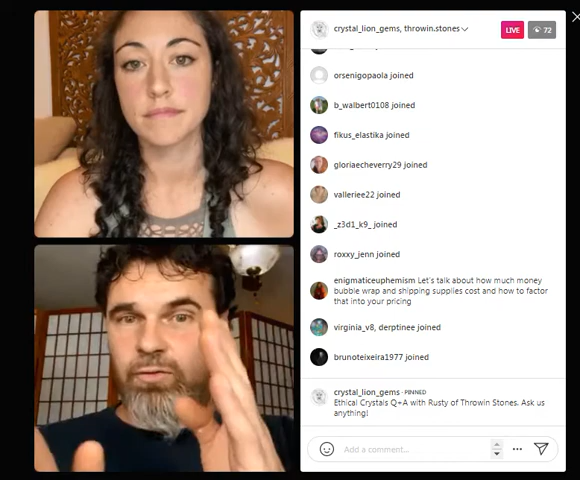 crystal_lion_gems, throwin.stones
LIVE
72
orsenigopaola joined
b_walbert0108 joined
fikus_elastika joined
gloriaecheverry29 joined
valleriee22 joined
_z3d1_k9_ joined
roxxy_jenn joined
enigmaticeuphemism Let's talk about how much money
bubble wrap and shipping supplies cost and how to factor
that into your pricing
virginia_v8, derptinee joined
brunoteixeira1977 joined
crystal_lion_gems · PINNED
Ethical Crystals Q+A with Rusty of Throwin Stones. Ask us
anything!
Add a comment...